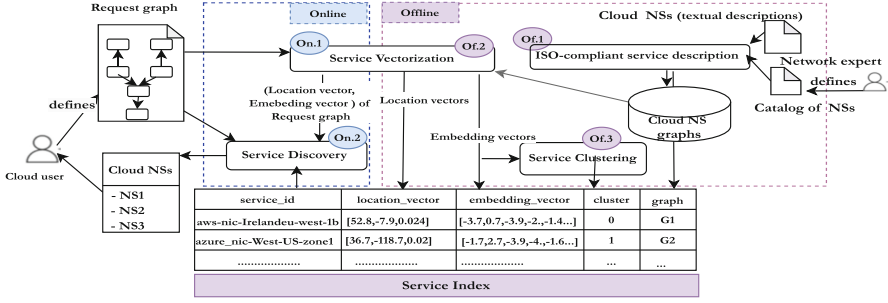 Request graph
Online
Offline
Cloud NSs (textual descriptions)
On.1
Of.2
Of.1
Service Vectorization
ISO-compliant service description
Network expert
defines
Catalog of NSs
defines
(Location vector,
Emebeding vector ) of
Request graph
Location vectors
Cloud NS
graphs
On.2
Embedding vectors
Of.3
Service Discovery
Service Clustering
Cloud user
Cloud NSs
- NS1
- NS2
- NS3
service_id location_vector embedding_vector cluster graph
aws-nic-Irelandeu-west-1b [52.8,-7.9,0.024] [-3.7,0.7,-3.9,-2.,-1.4...] 0 G1
azure_nic-West-US-zone1 [36.7,-118.7,0.02] [-1.7,2.7,-3.9,-4.,-1.6...] 1 G2
.................. .................. .................. ... ...
Service Index